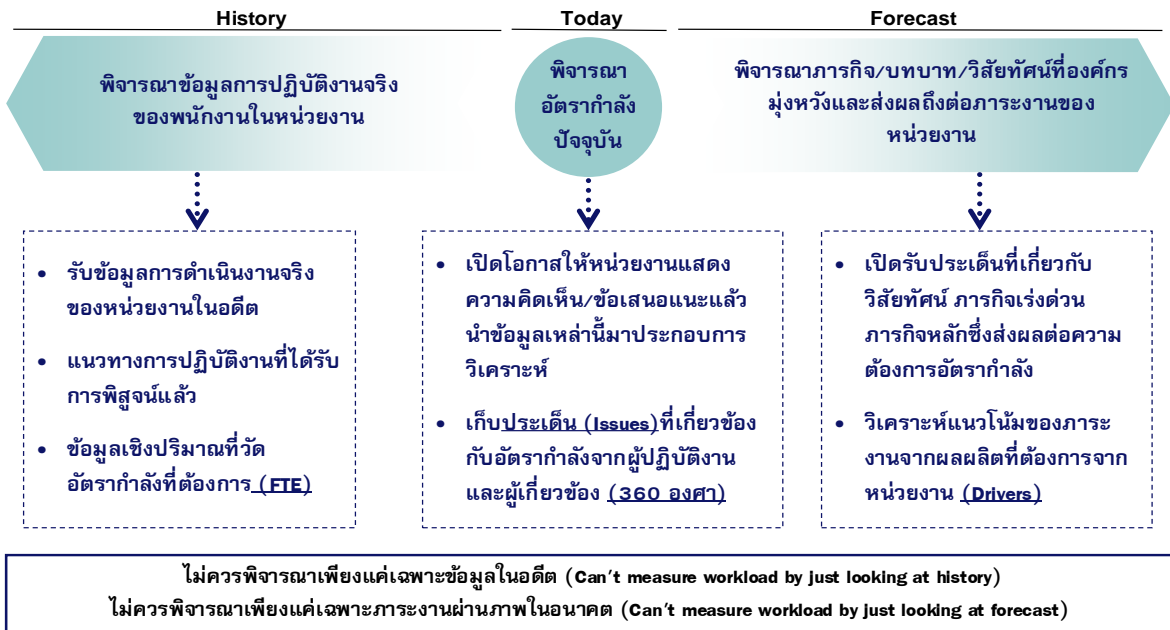 History
Today
Forecast
พิจารณาข้อมูลการปฏิบัติงานจริง
ของพนักงานในหน่วยงาน
พิจารณา
อัตรากำลัง
ปัจจุบัน
พิจารณาภารกิจ/บทบาท/วิสัยทัศน์ที่องค์กร
มุ่งหวังและส่งผลถึงต่อภาระงานของ
หน่วยงาน
• รับข้อมูลการดำเนินงานจริง
ของหน่วยงานในอดีต
• แนวทางการปฏิบัติงานที่ได้รับ
การพิสูจน์แล้ว
• ข้อมูลเชิงปริมาณที่วัด
อัตรากำลังที่ต้องการ (FTE)
• เปิดโอกาสให้หน่วยงานแสดง
ความคิดเห็น/ข้อเสนอแนะแล้ว
นำข้อมูลเหล่านี้มาประกอบการ
วิเคราะห์
• เก็บประเด็น (Issues)ที่เกี่ยวข้อง
กับอัตรากำลังจากผู้ปฏิบัติงาน
และผู้เกี่ยวข้อง (360 องศา)
• เปิดรับประเด็นที่เกี่ยวกับ
วิสัยทัศน์ ภารกิจเร่งด่วน
ภารกิจหลักซึ่งส่งผลต่อความ
ต้องการอัตรากำลัง
• วิเคราะห์แนวโน้มของภาระ
งานจากผลผลิตที่ต้องการจาก
หน่วยงาน (Drivers)
ไม่ควรพิจารณาเพียงแค่เฉพาะข้อมูลในอดีต (Can't measure workload by just looking at history)
ไม่ควรพิจารณาเพียงแค่เฉพาะภาระงานผ่านภาพในอนาคต (Can't measure workload by just looking at forecast)